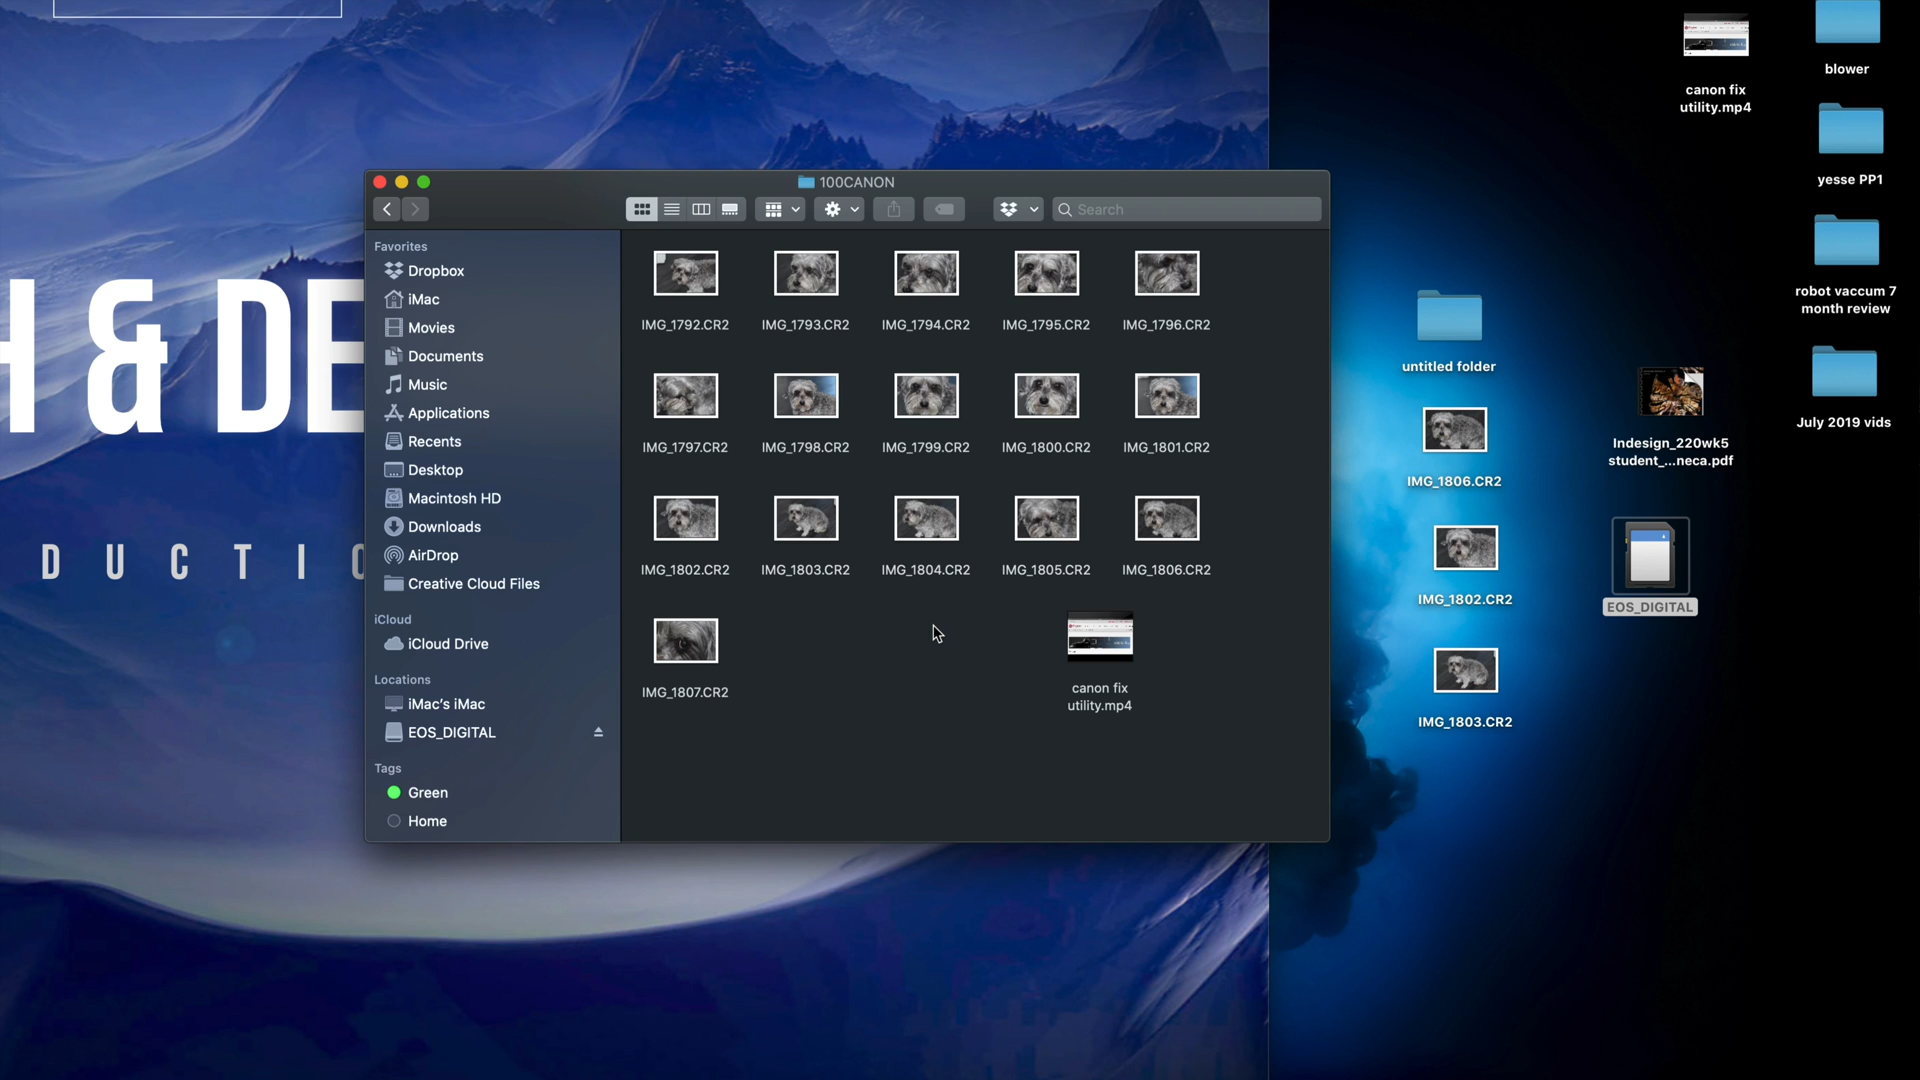 H & DE
D U C T I O
100CANON
Search
Favorites
Dropbox
iMac
Movies
Documents
Music
Applications
Recents
Desktop
Macintosh HD
Downloads
AirDrop
Creative Cloud Files
iCloud
iCloud Drive
Locations
iMac's iMac
EOS_DIGITAL
Tags
Green
Home
IMG_1792.CR2
IMG_1793.CR2
IMG_1794.CR2
IMG_1795.CR2
IMG_1796.CR2
IMG_1797.CR2
IMG_1798.CR2
IMG_1799.CR2
IMG_1800.CR2
IMG_1801.CR2
IMG_1802.CR2
IMG_1803.CR2
IMG_1804.CR2
IMG_1805.CR2
IMG_1806.CR2
IMG_1807.CR2
canon fix
utility.mp4
canon fix
utility.mp4
blower
yesse PP1
robot vaccum 7
month review
July 2019 vids
untitled folder
IMG_1806.CR2
IMG_1802.CR2
IMG_1803.CR2
Indesign_220wk5
student_...neca.pdf
EOS_DIGITAL